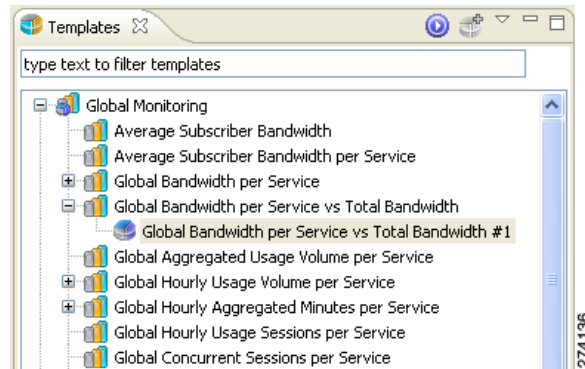 Templates
type text to filter templates
Global Monitoring
Average Subscriber Bandwidth
Average Subscriber Bandwidth per Service
Global Bandwidth per Service
Global Bandwidth per Service vs Total Bandwidth
Global Bandwidth per Service vs Total Bandwidth #1
Global Aggregated Usage Volume per Service
Global Hourly Usage Volume per Service
Global Hourly Aggregated Minutes per Service
Global Hourly Usage Sessions per Service
Global Concurrent Sessions per Service
274136